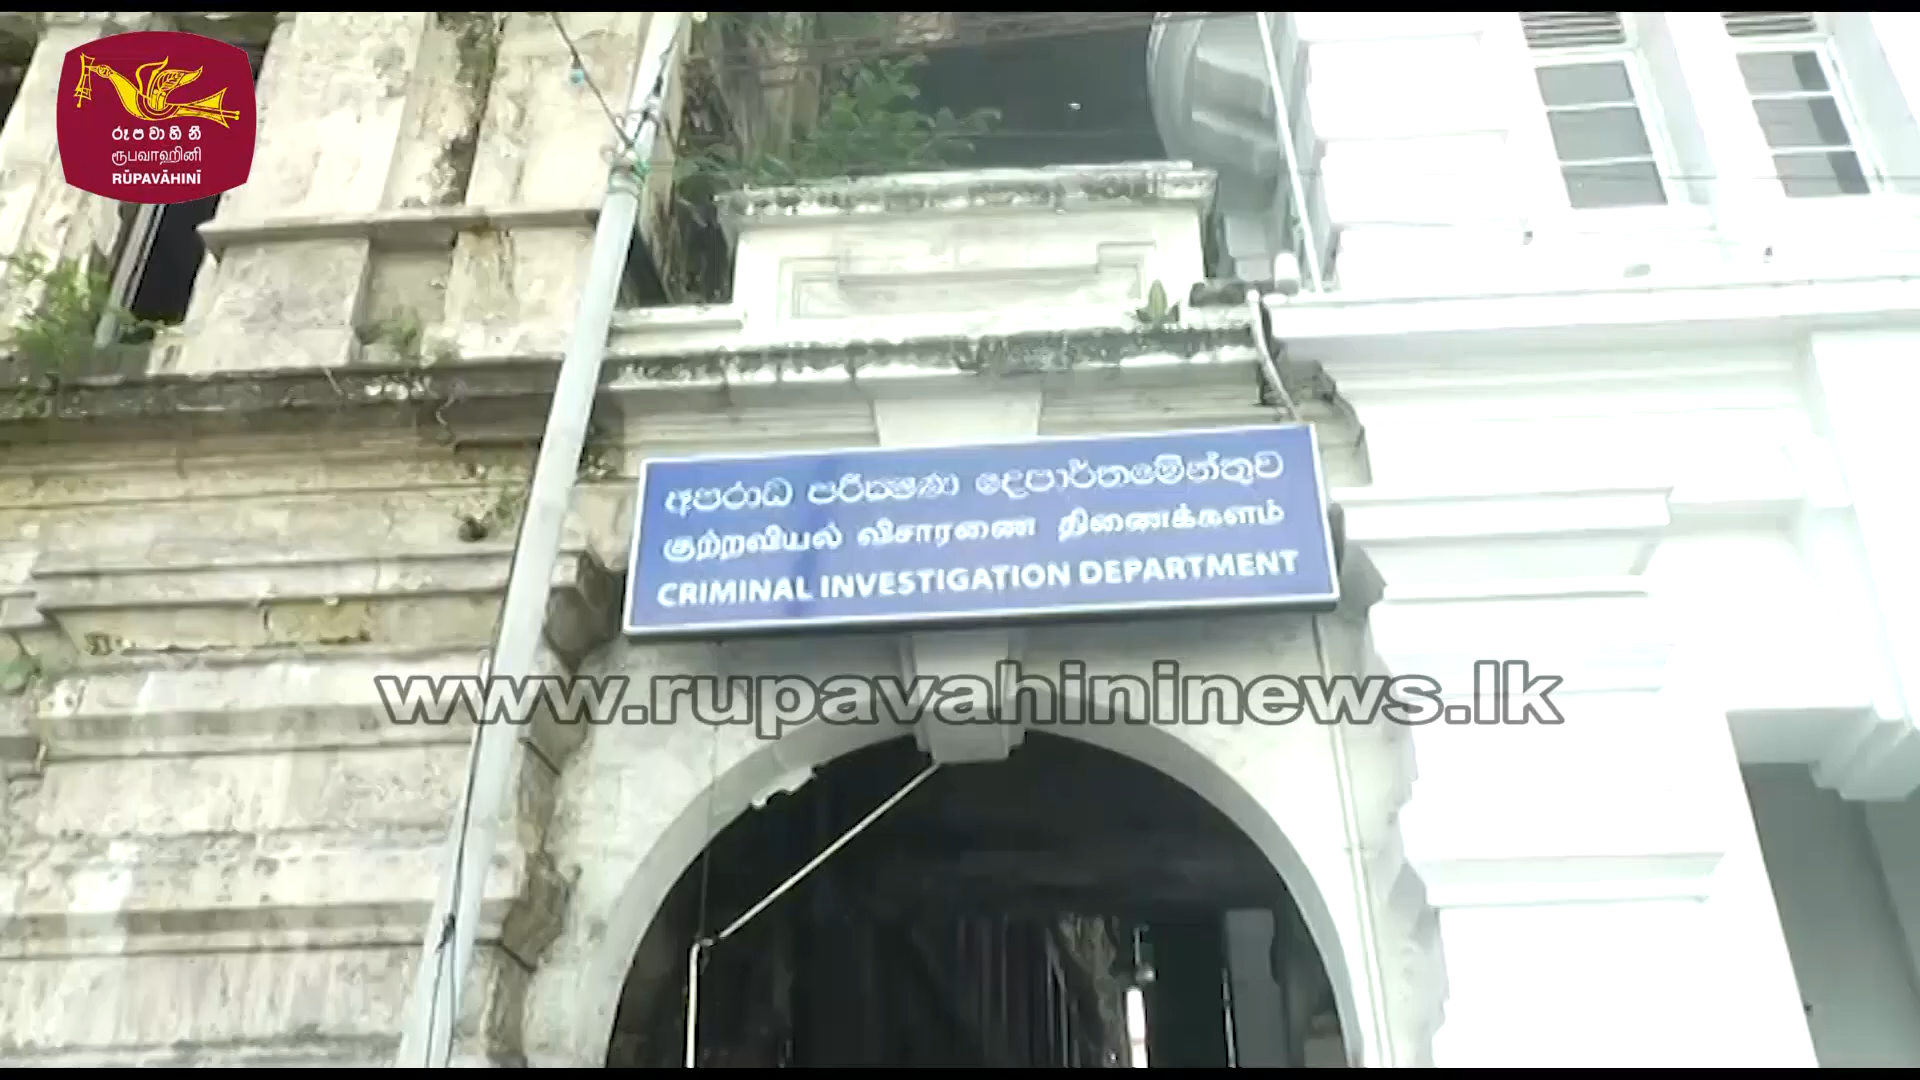 රූපවාහිනී
ரூபவாஹினி
RŪPAVĀHINĪ
අපරාධ පරීක්ෂණ දෙපාර්තමේන්තුව
குற்றவியல் விசாரணை திணைக்களம்
CRIMINAL INVESTIGATION DEPARTMENT
www.rupavahininews.lk